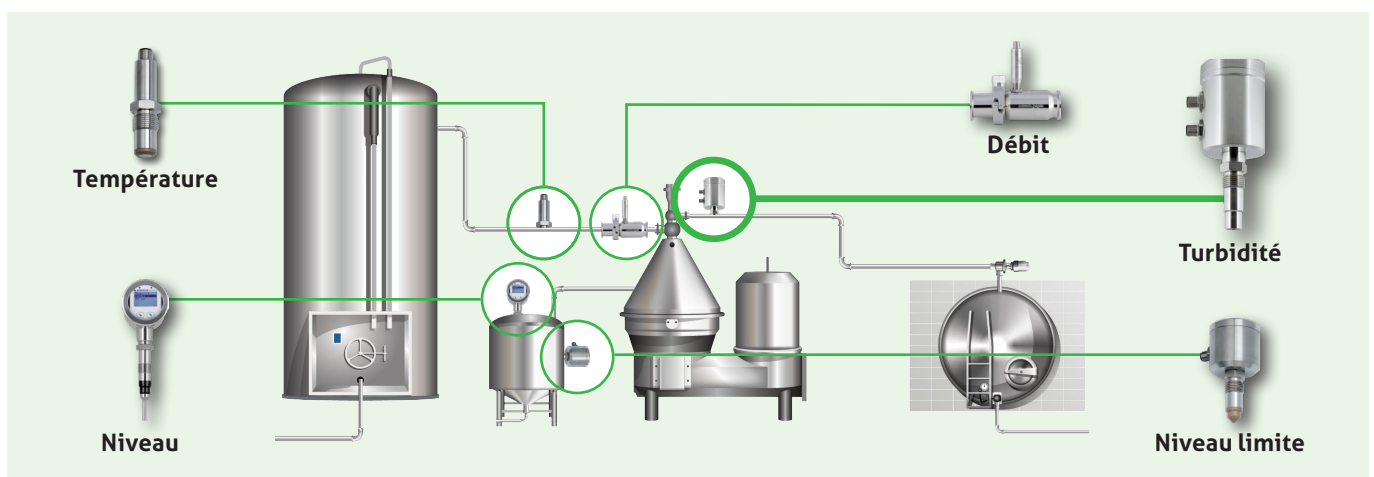 Débit
Température
Turbidité
Niveau
Niveau limite